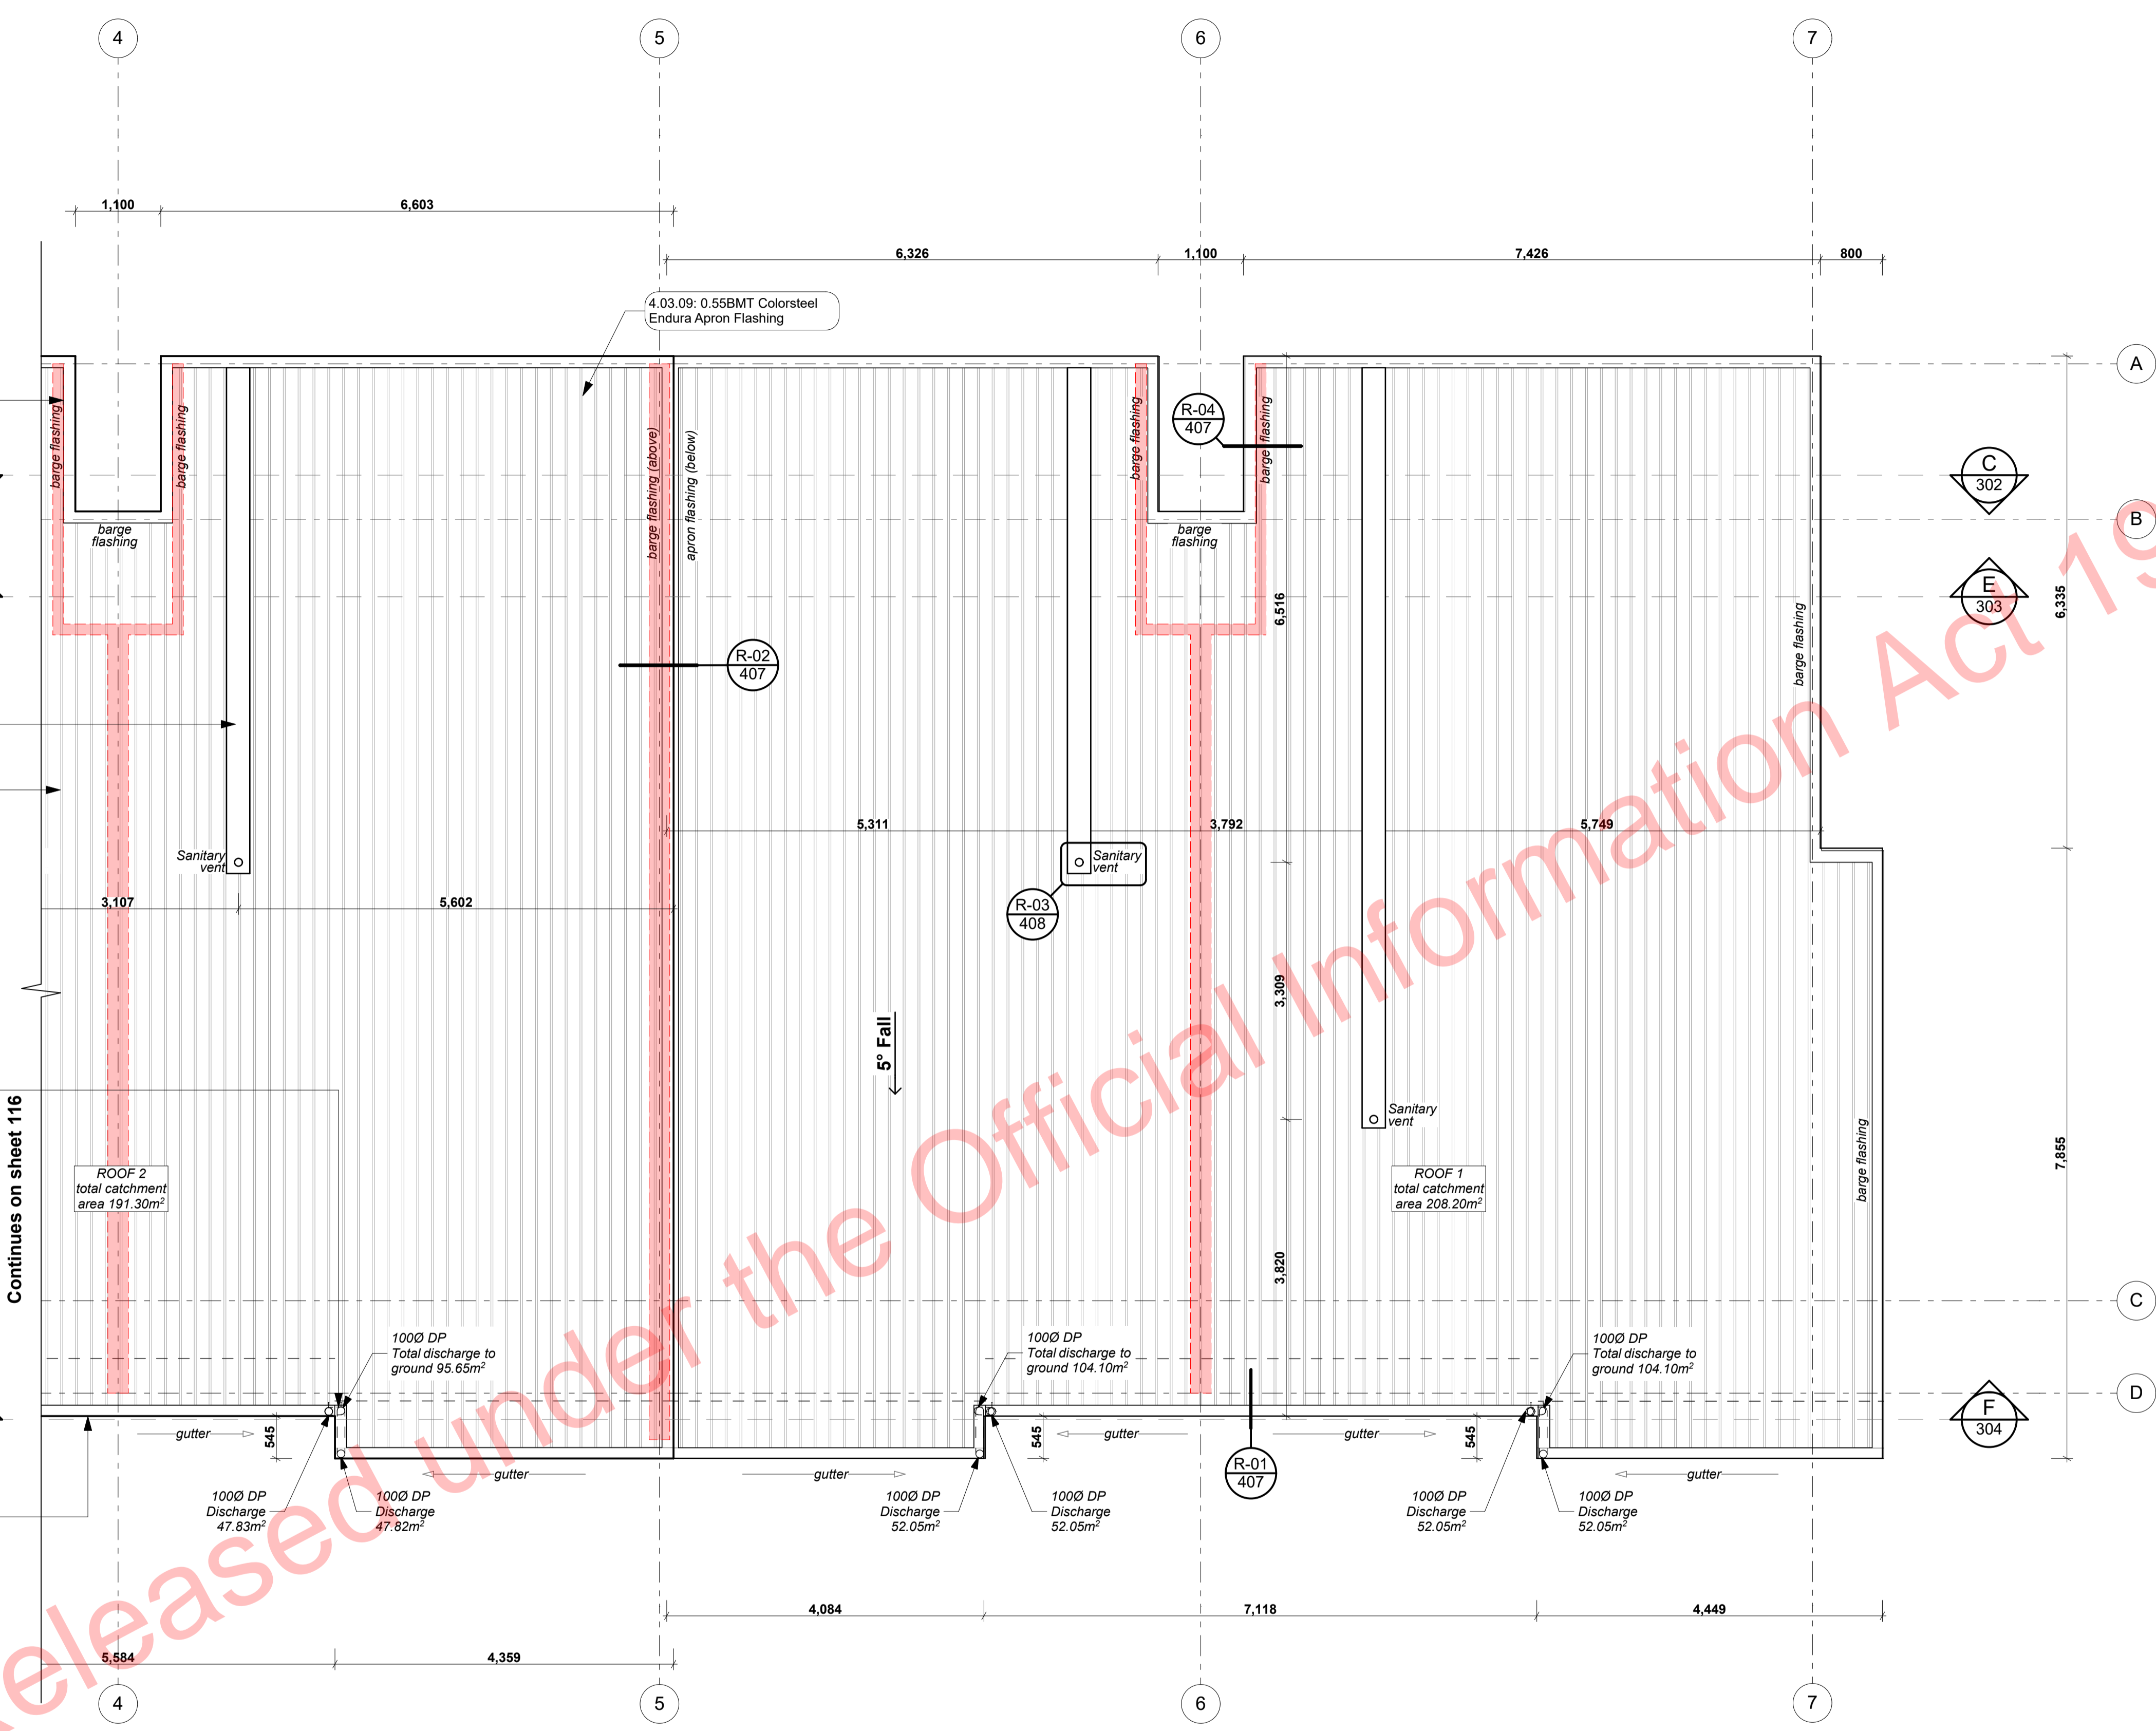 4
5
6
7
1,100
6,603
6,326
1,100
7,426
800
4.03.09: 0.55BMT Colorsteel
Endura Apron Flashing
A
barge flashing
barge flashing
barge flashing (above)
apron flashing (below)
barge flashing
R-04
407
barge flashing
C
302
B
barge
flashing
barge
flashing
E
303
6,516
6,335
barge flashing
R-02
407
5,311
3,792
5,749
Sanitary
vent
Sanitary
vent
3,107
5,602
R-03
408
3,309
5° Fall
Sanitary
vent
Continues on sheet 116
ROOF 2
total catchment
area 191.30m²
ROOF 1
total catchment
area 208.20m²
barge flashing
7,855
3,820
C
100Ø DP
Total discharge to
ground 95.65m²
100Ø DP
Total discharge to
ground 104.10m²
100Ø DP
Total discharge to
ground 104.10m²
D
F
304
gutter
545
gutter
gutter
545
gutter
gutter
545
gutter
R-01
407
100Ø DP
Discharge
47.83m²
100Ø DP
Discharge
47.82m²
100Ø DP
Discharge
52.05m²
100Ø DP
Discharge
52.05m²
100Ø DP
Discharge
52.05m²
100Ø DP
Discharge
52.05m²
4,084
7,118
4,449
5,584
4,359
4
5
6
7
Released under the Official Information Act 19